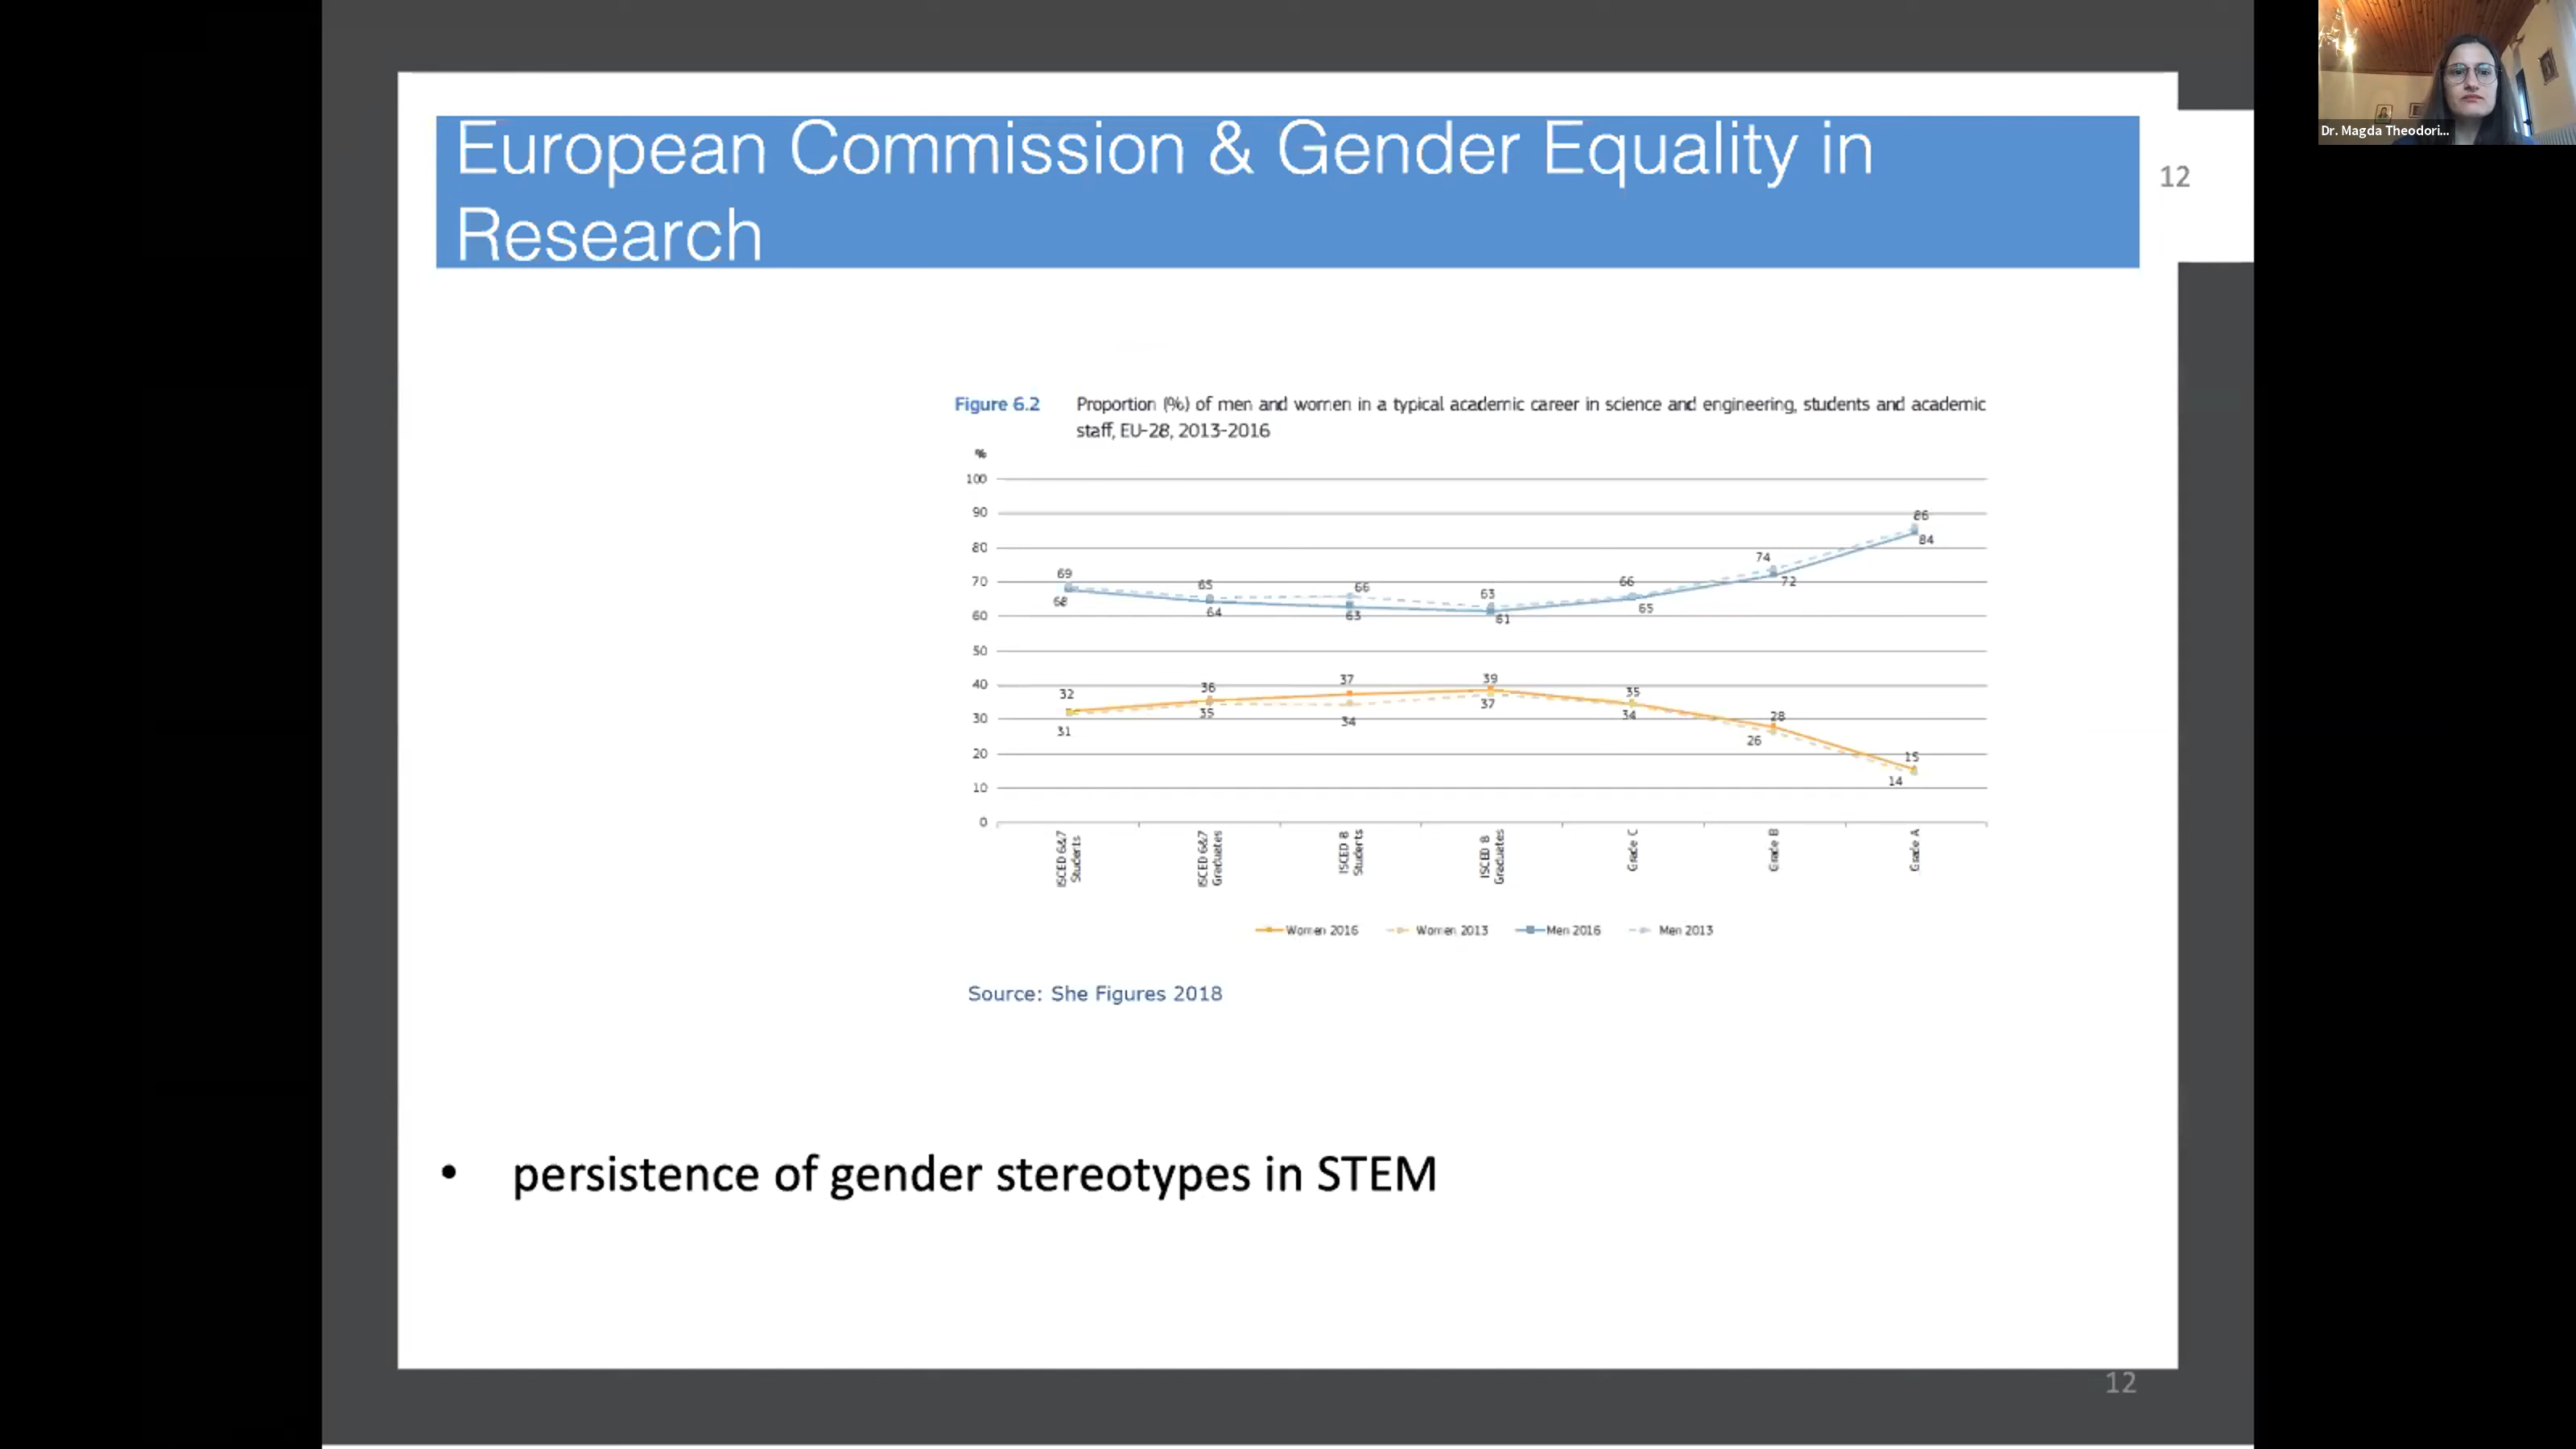 European Commission & Gender Equality in
Research
12
Dr. Magda Theodori...
Figure 6.2 Proportion (%) of men and women in a typical academic career in science and engineering, students and academic
staff, EU-28, 2013-2016
%
100
90
80
70
60
50
40
30
20
10
0
69
65
66
63
66
74
86
68
64
63
61
65
72
84
32
36
37
39
35
28
15
31
35
34
37
34
26
14
ISCED 6&7
Students
ISCED 6&7
Graduates
ISCED 8
Students
ISCED 8
Graduates
Grade C
Grade B
Grade A
Women 2016 Women 2013 Men 2016 Men 2013
Source: She Figures 2018
• persistence of gender stereotypes in STEM
12